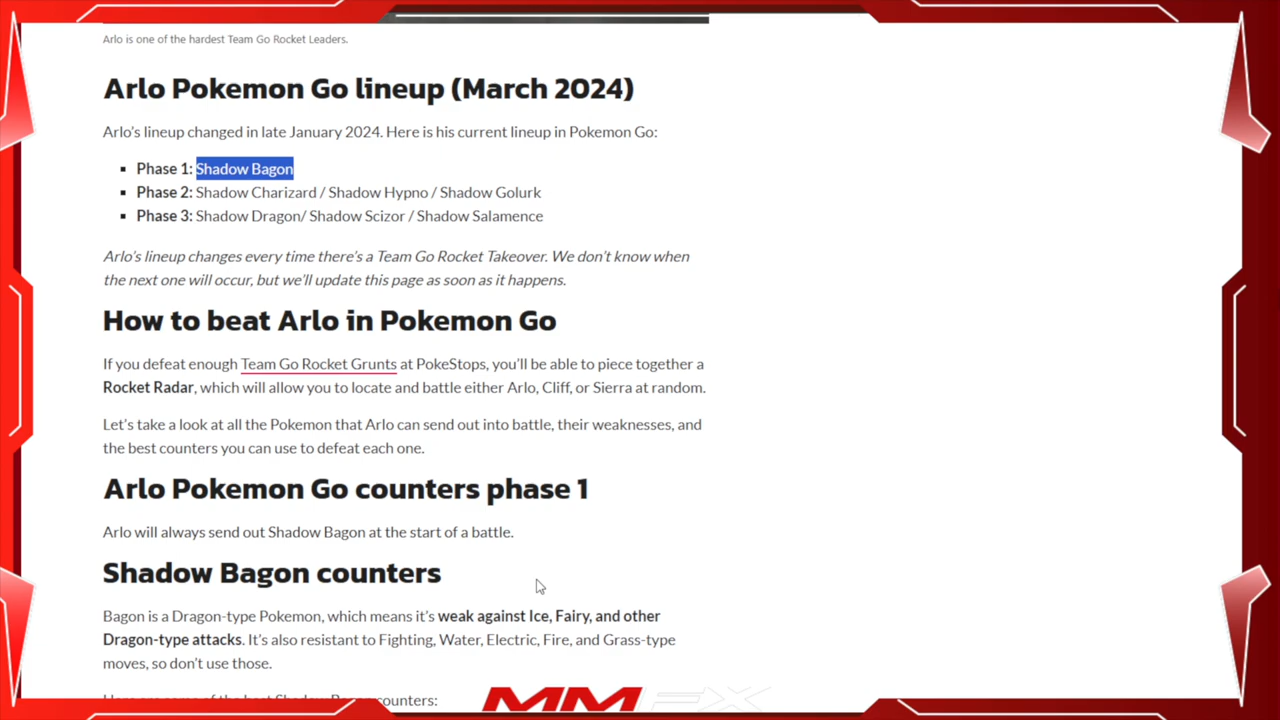 Arlo is one of the hardest Team Go Rocket Leaders.
Arlo Pokemon Go lineup (March 2024)
Arlo's lineup changed in late January 2024. Here is his current lineup in Pokemon Go:
▪ Phase 1: Shadow Bagon
▪ Phase 2: Shadow Charizard / Shadow Hypno / Shadow Golurk
▪ Phase 3: Shadow Dragon/ Shadow Scizor / Shadow Salamence
Arlo's lineup changes every time there's a Team Go Rocket Takeover. We don't know when
the next one will occur, but we'll update this page as soon as it happens.
How to beat Arlo in Pokemon Go
If you defeat enough Team Go Rocket Grunts at PokeStops, you'll be able to piece together a
Rocket Radar, which will allow you to locate and battle either Arlo, Cliff, or Sierra at random.
Let's take a look at all the Pokemon that Arlo can send out into battle, their weaknesses, and
the best counters you can use to defeat each one.
Arlo Pokemon Go counters phase 1
Arlo will always send out Shadow Bagon at the start of a battle.
Shadow Bagon counters
Bagon is a Dragon-type Pokemon, which means it's weak against Ice, Fairy, and other
Dragon-type attacks. It's also resistant to Fighting, Water, Electric, Fire, and Grass-type
moves, so don't use those.
Here are some of the best Shadow Bagon counters:
MMFX